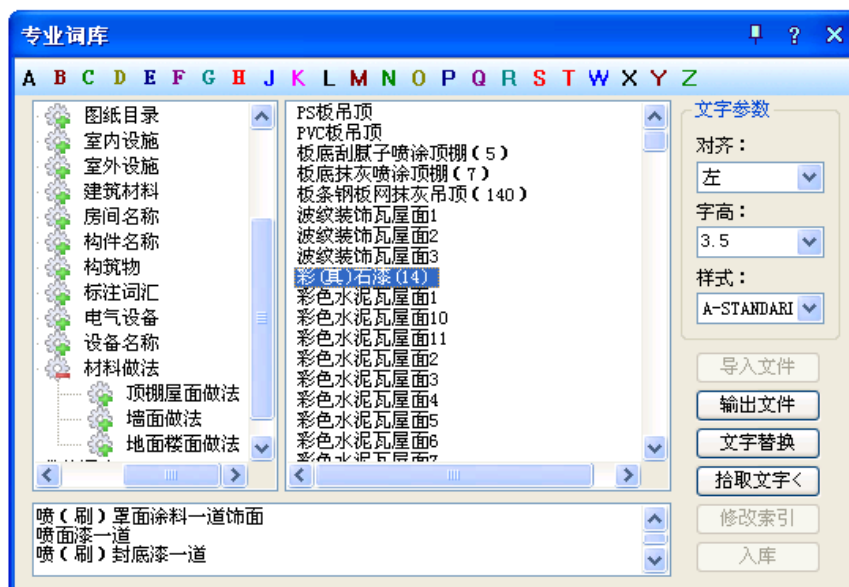 专业词库
A B C D E F G H J K L M N O P Q R S T W X Y Z
图纸目录
室内设施
室外设施
建筑材料
房间名称
构件名称
构筑物
标注词汇
电气设备
设备名称
材料做法
顶棚屋面做法
墙面做法
地面楼面做法
PS板吊顶
PVC板吊顶
板底刮腻子喷涂顶棚(5)
板底抹灰喷涂顶棚(7)
板条钢板网抹灰吊顶(140)
波纹装饰瓦屋面1
波纹装饰瓦屋面2
波纹装饰瓦屋面3
彩(真)石漆(14)
彩色水泥瓦屋面1
彩色水泥瓦屋面10
彩色水泥瓦屋面11
彩色水泥瓦屋面2
彩色水泥瓦屋面3
彩色水泥瓦屋面4
彩色水泥瓦屋面5
彩色水泥瓦屋面6
彩色水泥瓦屋面7
文字参数
对齐：
左
字高：
3.5
样式：
A-STANDARI
导入文件
输出文件
文字替换
拾取文字<
修改索引
入库
喷(刷)罩面涂料一道饰面
喷面漆一道
喷(刷)封底漆一道